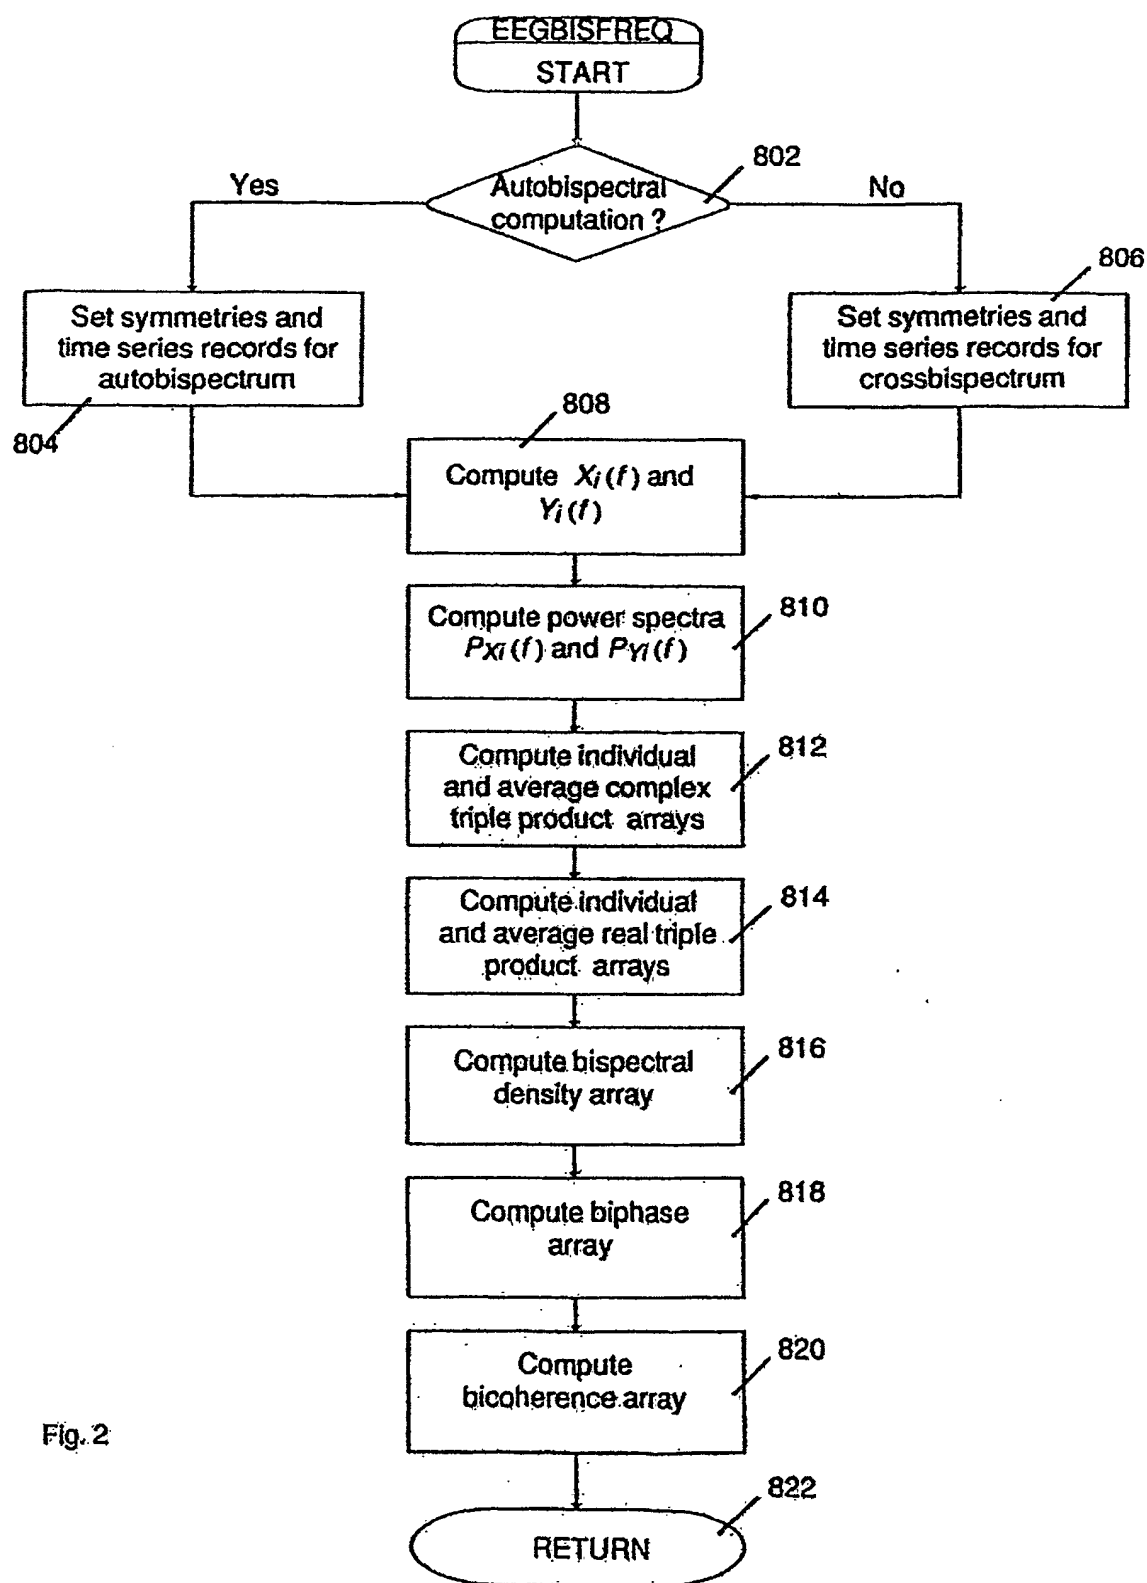 EEGBISFREQ
START
802
Autobispectral
computation ?
Yes
No
806
Set symmetries and
time series records for
autobispectrum
804
Set symmetries and
time series records for
crossbispectrum
808
Compute Xi(f) and
Yi(f)
810
Compute power spectra
PXi(f) and PYi(f)
812
Compute individual
and average complex
triple product arrays
814
Compute individual
and average real triple
product arrays
816
Compute bispectral
density array
818
Compute biphase
array
820
Compute
bicoherence array
Fig. 2
822
RETURN